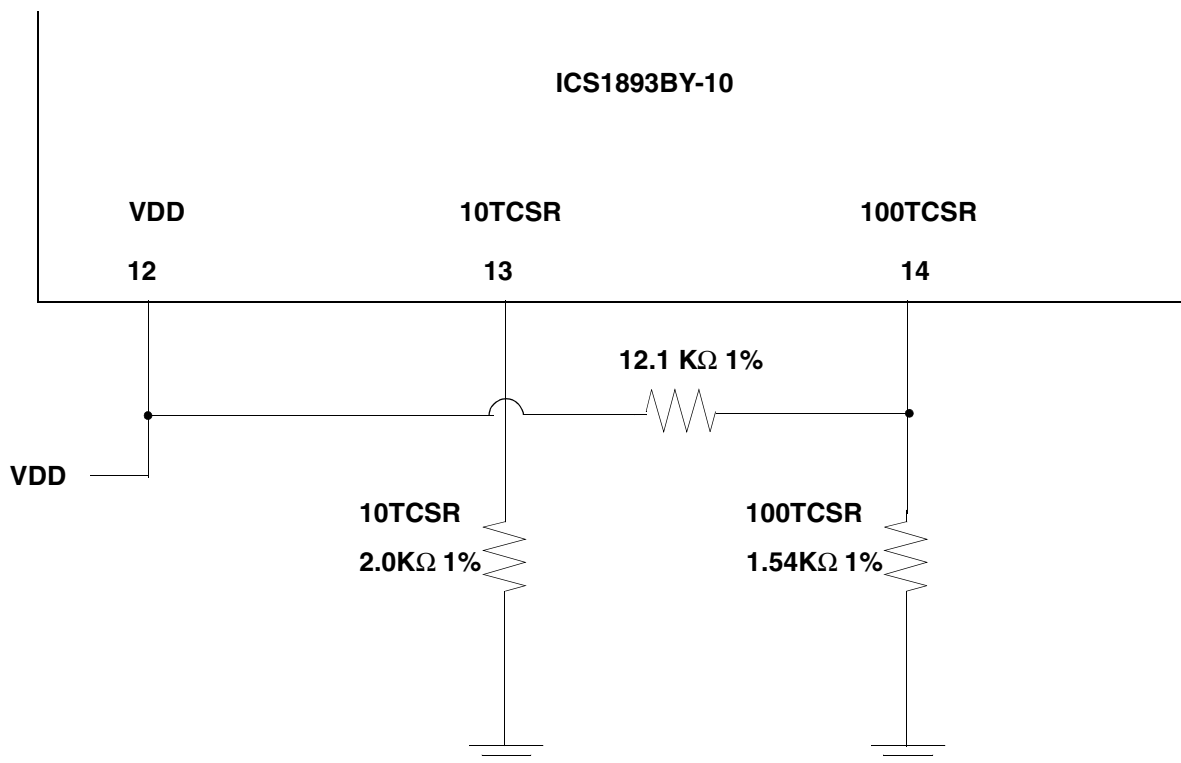 ICS1893BY-10
VDD
10TCSR
100TCSR
12
13
14
12.1 KΩ 1%
VDD
10TCSR
2.0KΩ 1%
100TCSR
1.54KΩ 1%